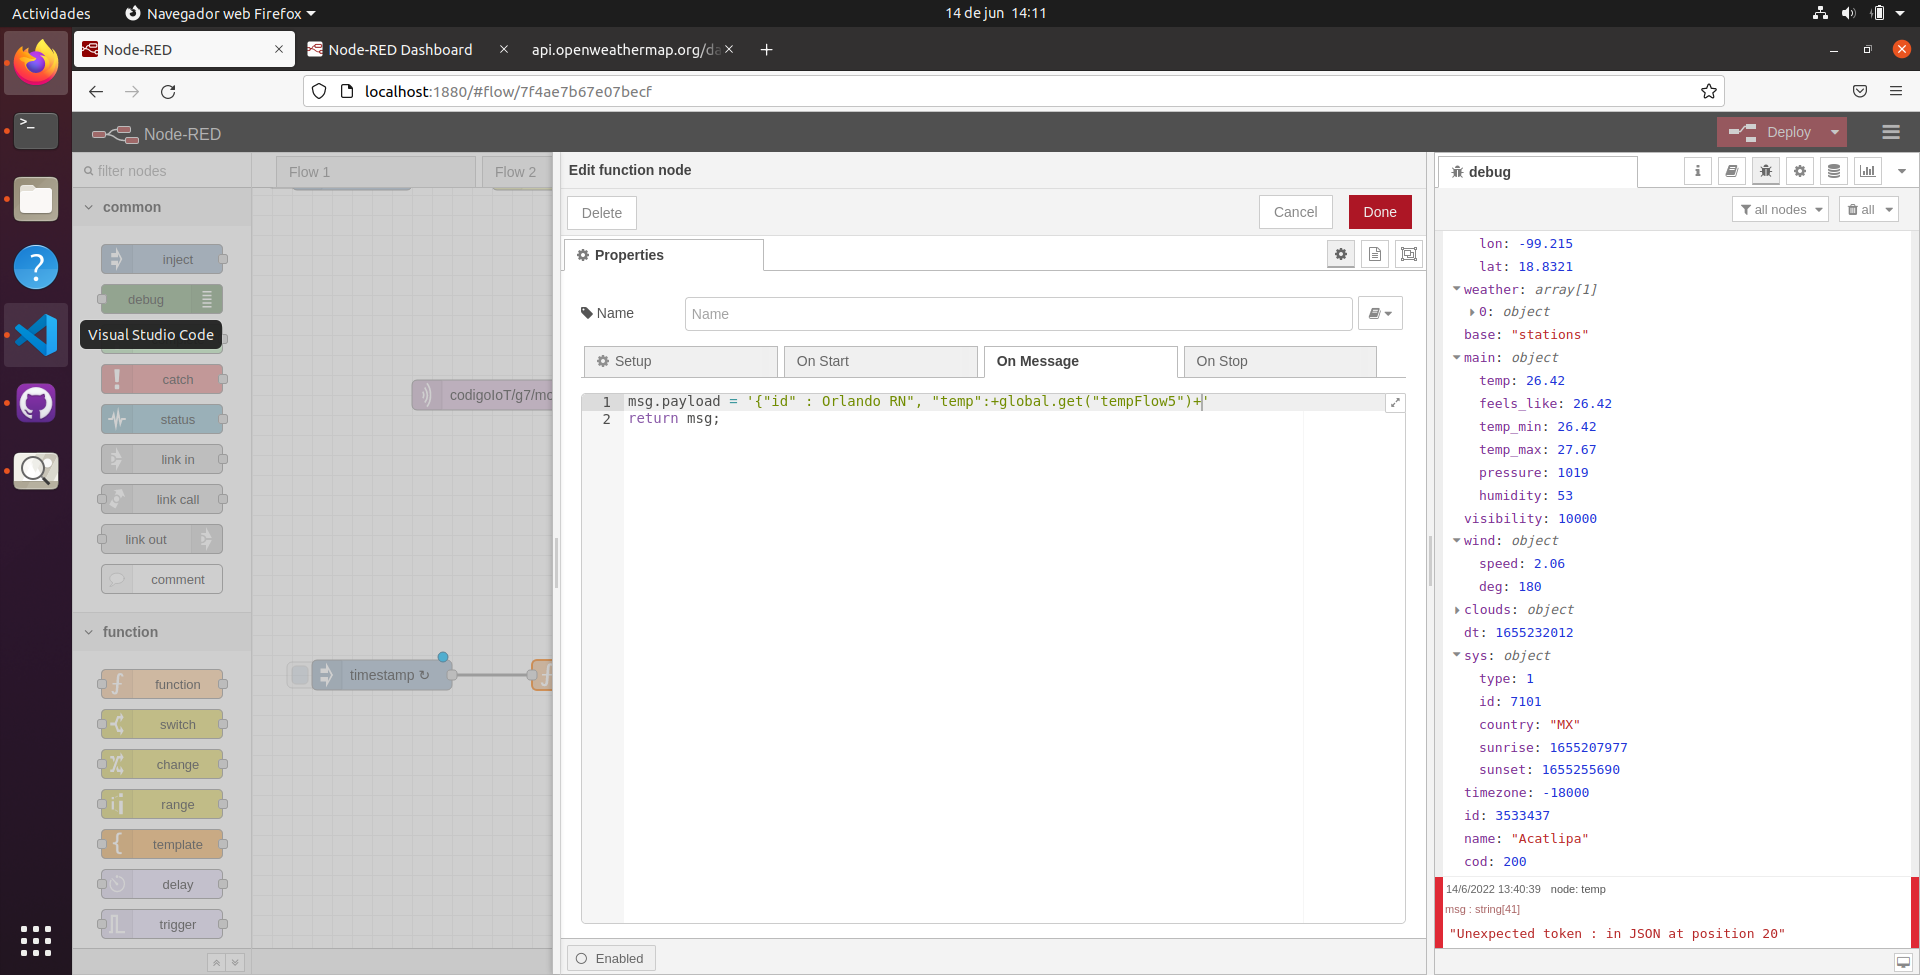 Actividades
Navegador web Firefox
14 de jun 14:11
Node-RED
Node-RED Dashboard
api.openweathermap.org/da
localhost:1880/#flow/7f4ae7b67e07becf
Node-RED
Deploy
filter nodes
Flow 1
Flow 2
common
inject
debug
Visual Studio Code
catch
status
link in
link call
link out
comment
function
function
switch
change
range
template
delay
trigger
codigoIoT/g7/mo
timestamp ↻
Edit function node
Delete
Cancel
Done
Properties
Name
Name
Setup
On Start
On Message
On Stop
1 msg.payload = '{"id" : Orlando RN", "temp":+global.get("tempFlow5")+'
2 return msg;
Enabled
debug
all nodes
all
lon: -99.215
lat: 18.8321
weather: array[1]
0: object
base: "stations"
main: object
temp: 26.42
feels_like: 26.42
temp_min: 26.42
temp_max: 27.67
pressure: 1019
humidity: 53
visibility: 10000
wind: object
speed: 2.06
deg: 180
clouds: object
dt: 1655232012
sys: object
type: 1
id: 7101
country: "MX"
sunrise: 1655207977
sunset: 1655255690
timezone: -18000
id: 3533437
name: "Acatlipa"
cod: 200
14/6/2022 13:40:39 node: temp
msg : string[41]
"Unexpected token : in JSON at position 20"